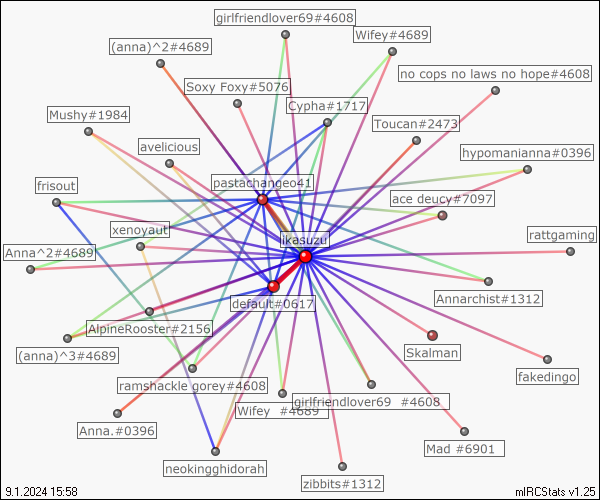 girlfriendlover69#4608
Wifey#4689
(anna)^2#4689
no cops no laws no hope#4608
Soxy Foxy#5076
Cypha#1717
Mushy#1984
Toucan#2473
avelicious
hypomanianna#0396
pastachangeo41
frisout
ace deucy#7097
xenoyaut
likasuzu
rattgaming
Anna^2#4689
default#0617
Annarchist#1312
AlpineRooster#2156
(anna)^3#4689
Skalman
fakedingo
ramshackle gorey#4608
girlfriendlover69 #4608
Wifey #4689
Anna.#0396
Mad #6901
neokingghidorah
zibbits#1312
9.1.2024 15:58
mIRCStats v1.25